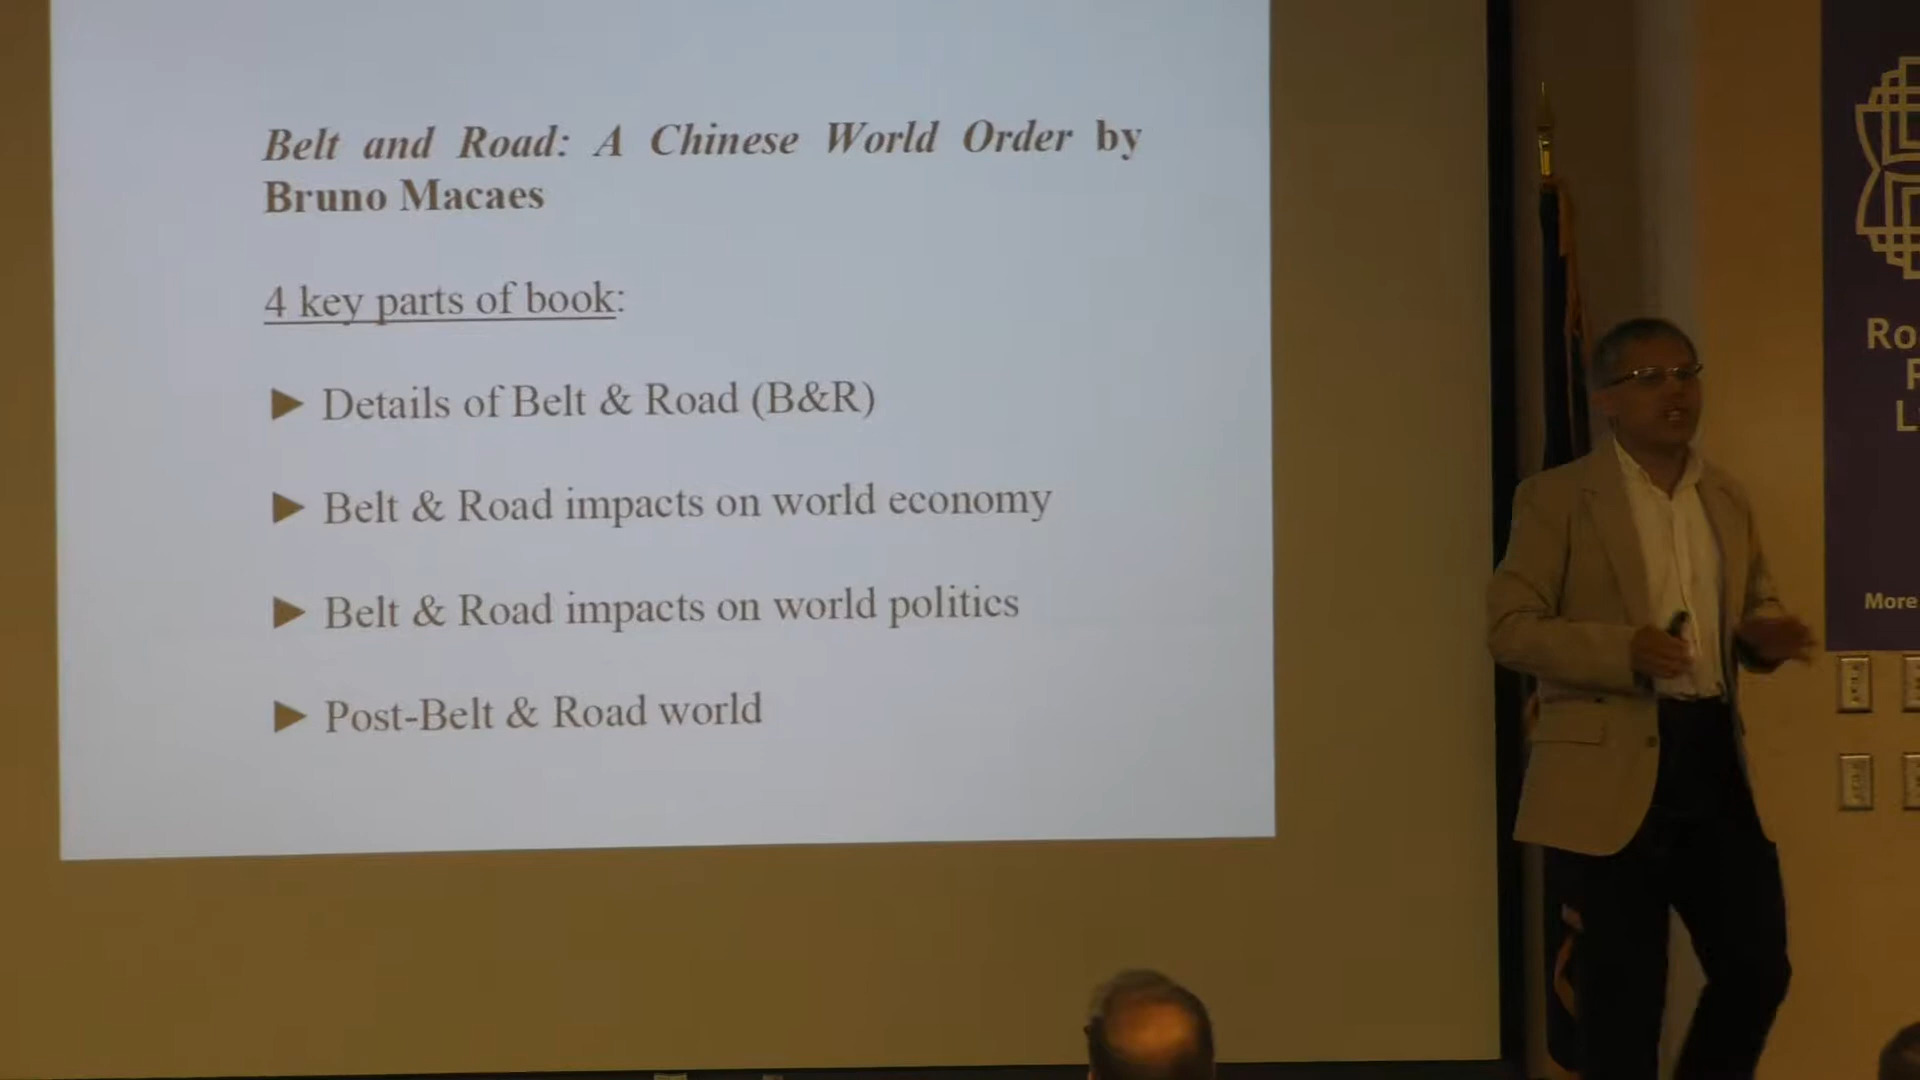 Belt and Road: A Chinese World Order by
Bruno Macaes
4 key parts of book:
► Details of Belt & Road (B&R)
► Belt & Road impacts on world economy
► Belt & Road impacts on world politics
► Post-Belt & Road world
More